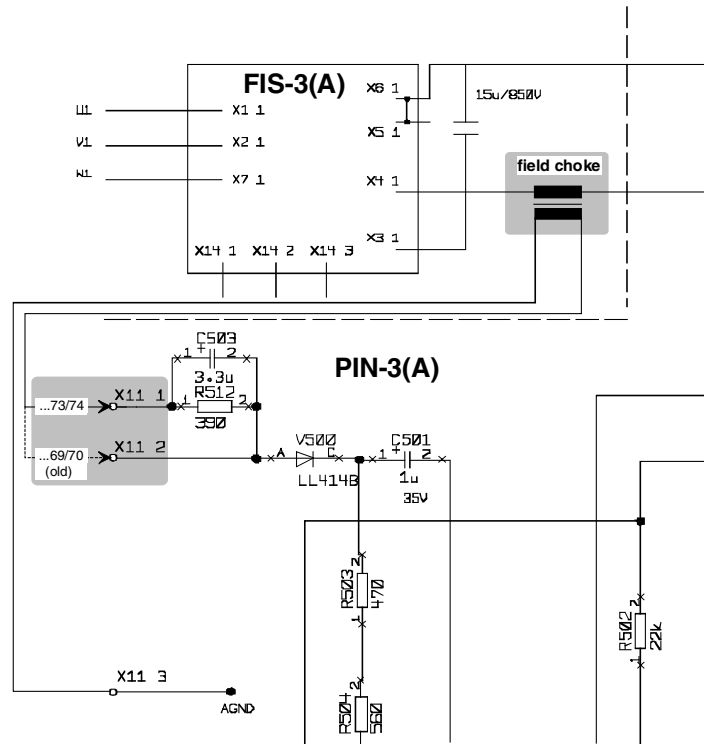 FIS-3(A)
X6 1
15u/850V
U1
X1 1
X5 1
V1
X2 1
field choke
W1
X7 1
X4 1
X3 1
X14 1 X14 2 X14 3
C503
1 + 2
3.3u
PIN-3(A)
...73/74
X11 1
R512
1 2
390
...69/70
(old)
X11 2
V500
A C
LL4148
C501
1 + 2
1u
35V
2
R503
470
1
2
R502
22k
1
X11 3
AGND
2
R504
560